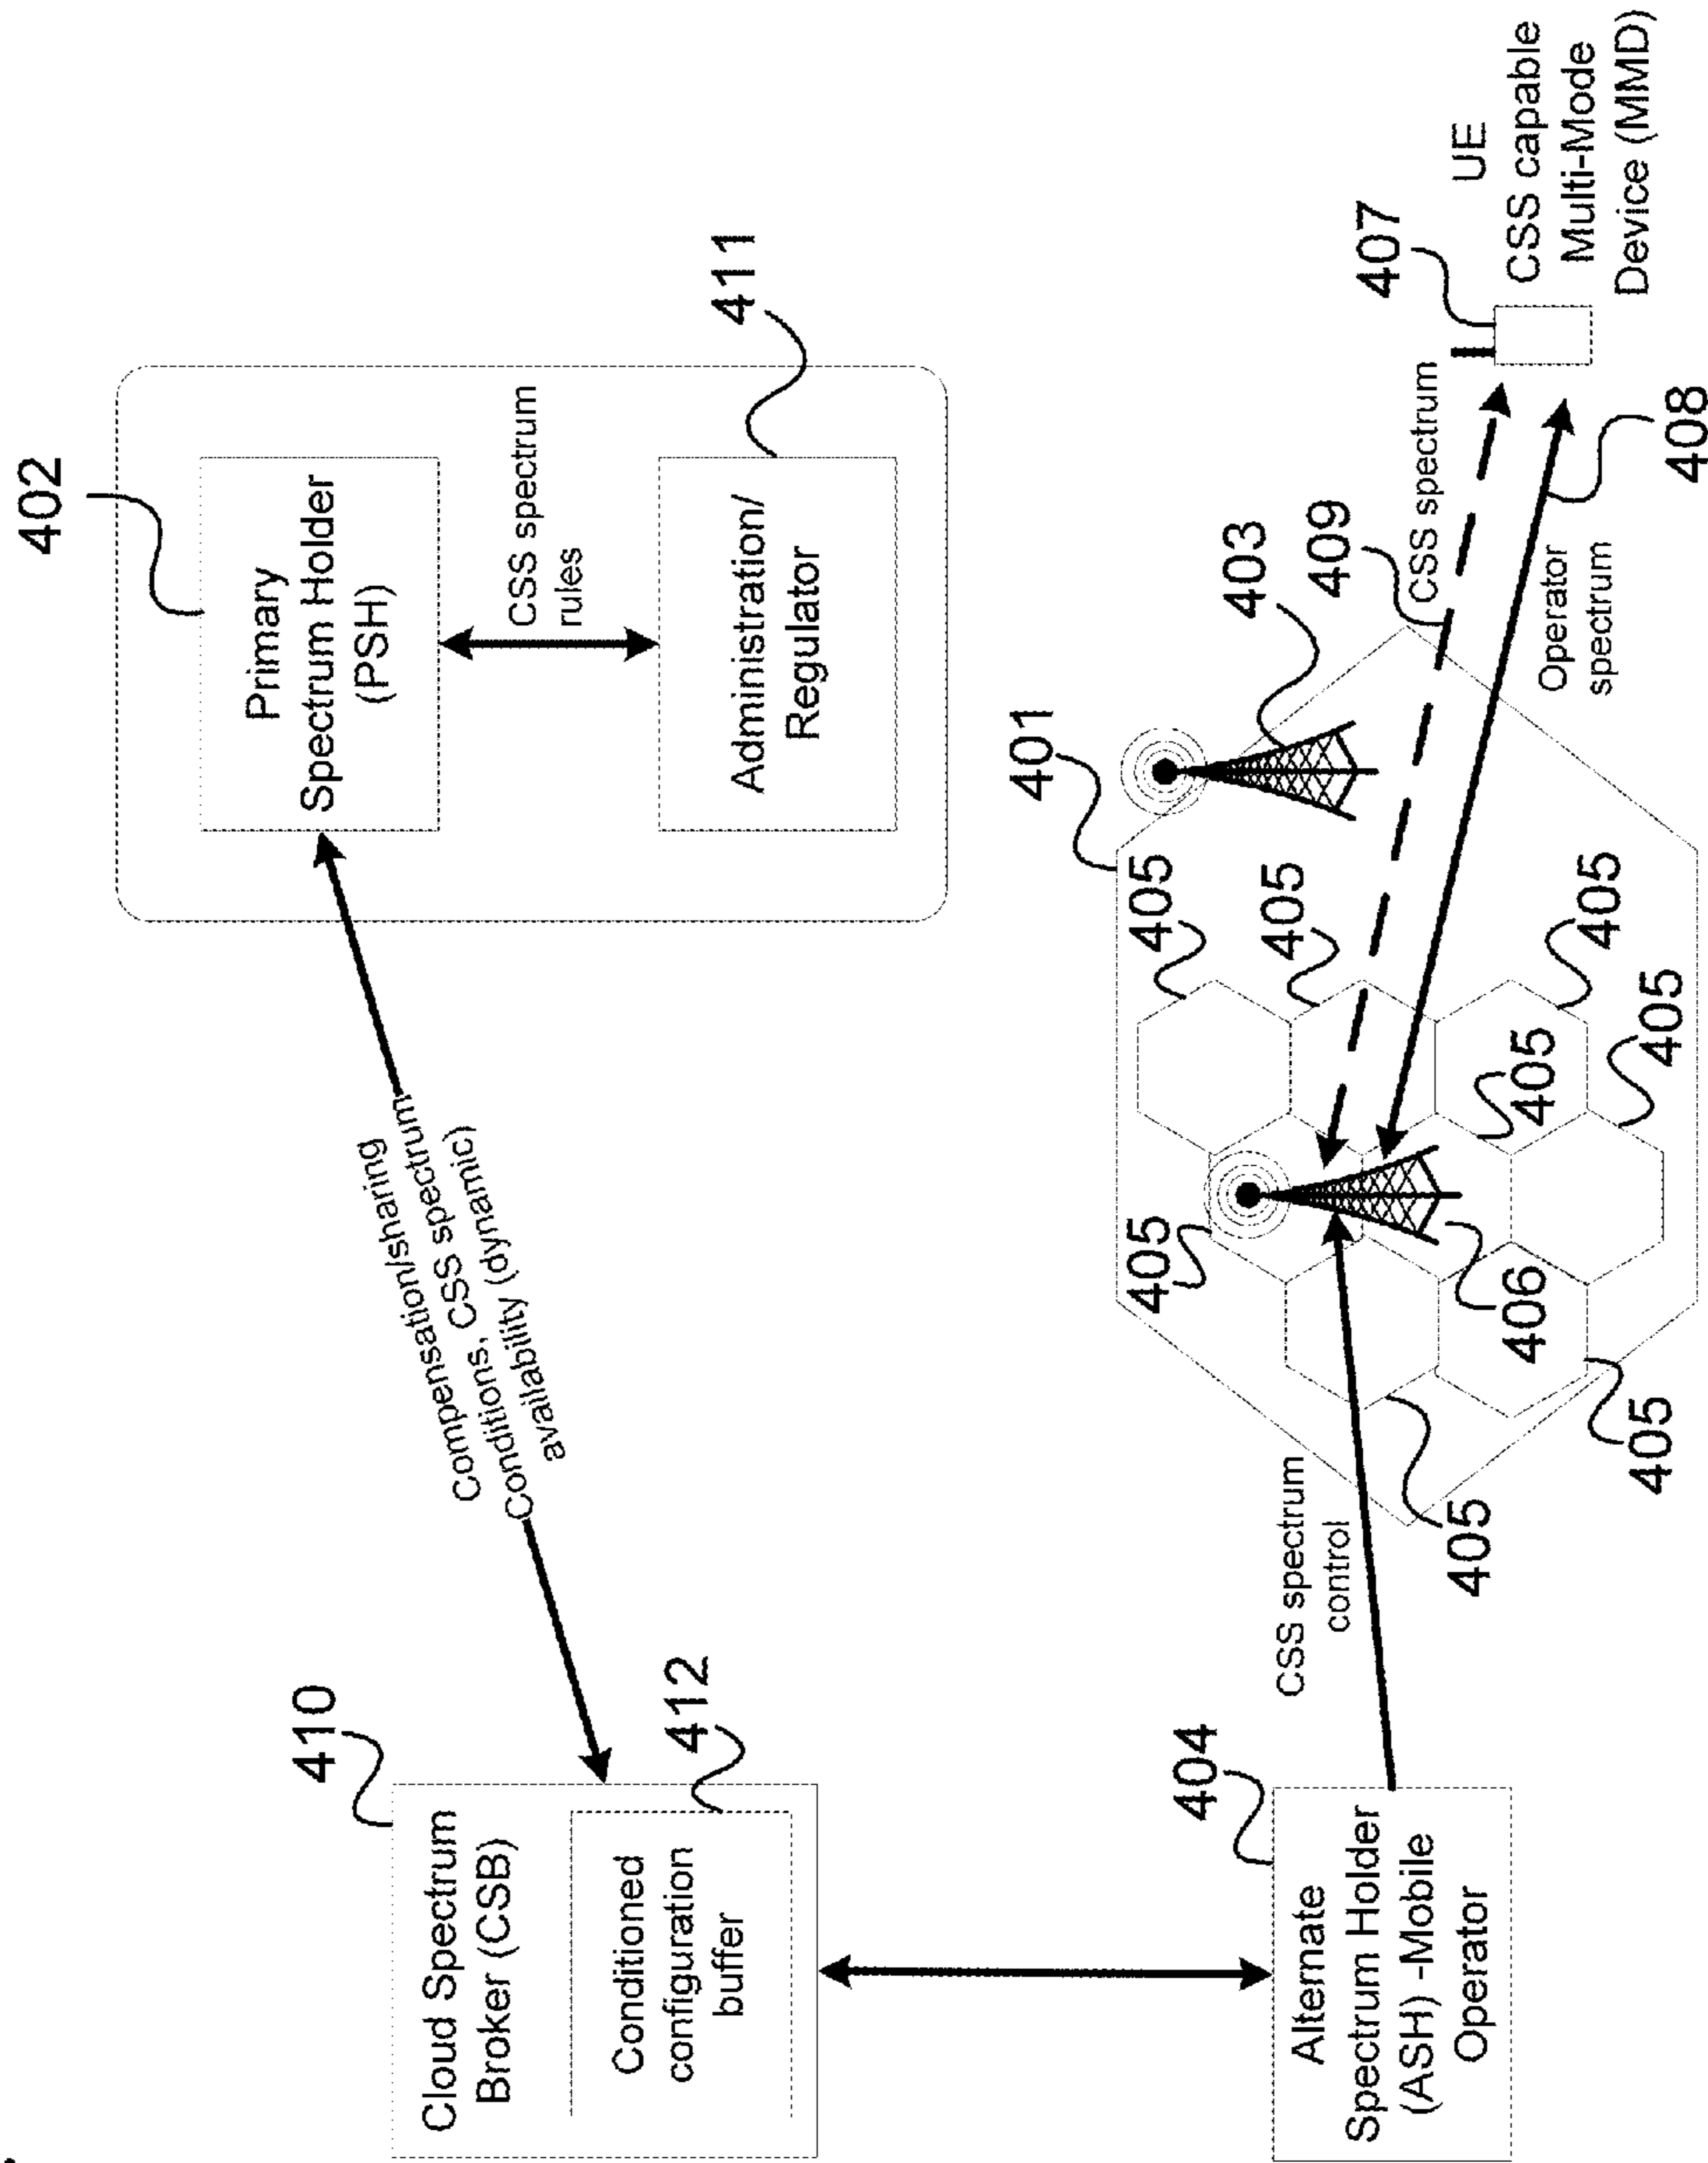 402
410
Cloud Spectrum
Broker (CSB)
412
Conditioned
configuration
buffer
Compensation/sharing
Conditions, CSS spectrum
Conditions, CSS spectrum
availability (dynamic)
Primary
Spectrum Holder
(PSH)
CSS spectrum
rules
411
Administration/
Regulator
404
Alternate
Spectrum Holder
(ASH) -Mobile
Operator
CSS spectrum
control
401
403
405
405
405
405
405
405
405
405
406
409
CSS spectrum
Operator
spectrum
408
407
UE
CSS capable
Multi-Mode
Device (MMD)